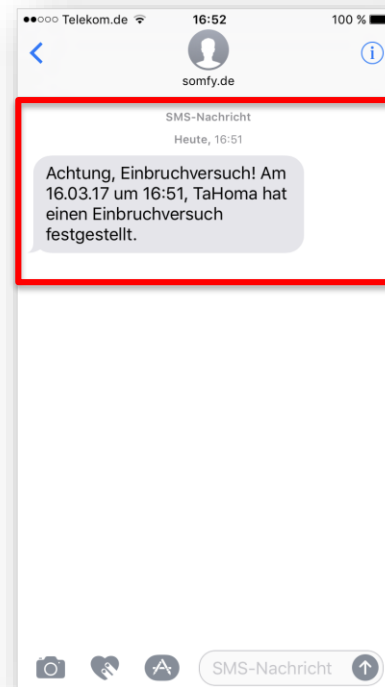 Telekom.de 16:52 100 %
somfy.de
SMS-Nachricht
Heute, 16:51
Achtung, Einbruchversuch! Am
16.03.17 um 16:51, TaHoma hat
einen Einbruchversuch
festgestellt.
SMS-Nachricht